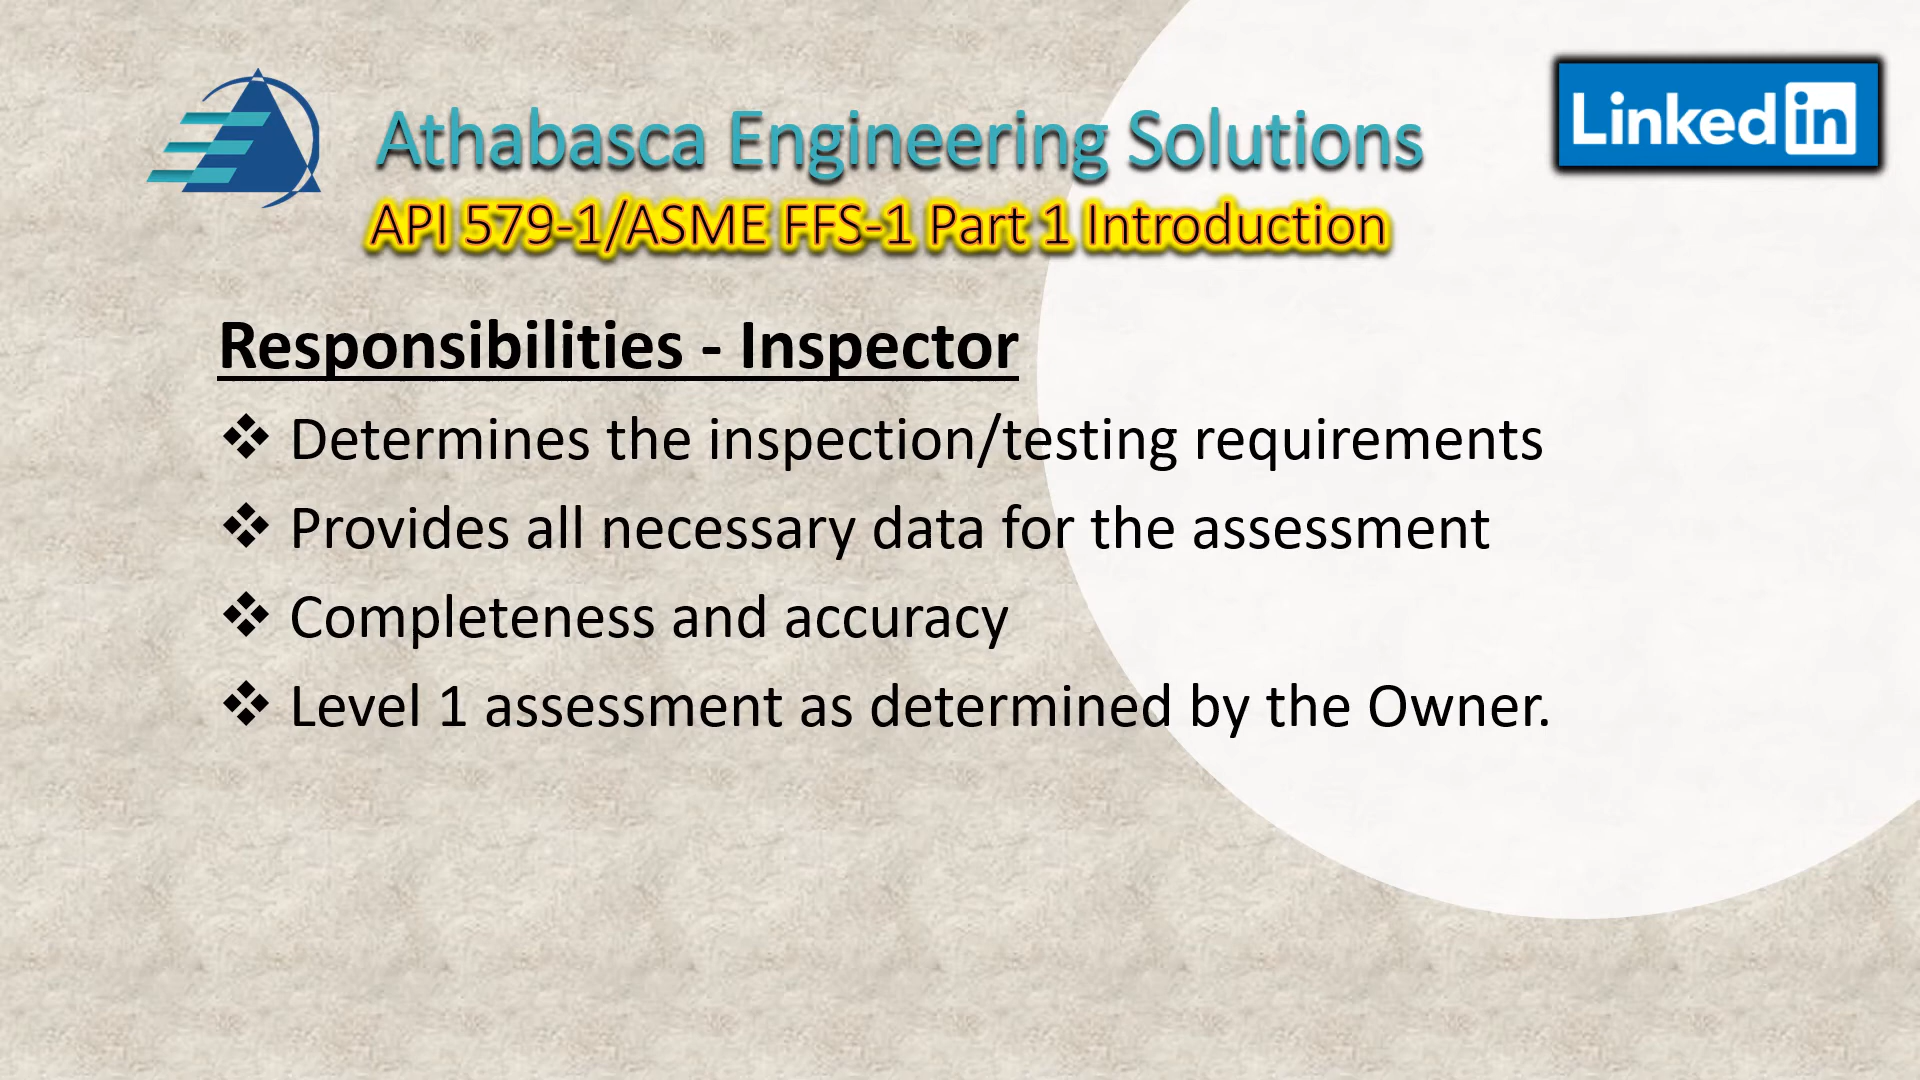 Athabasca Engineering Solutions
LinkedIn
API 579-1/ASME FFS-1 Part 1 Introduction
Responsibilities - Inspector
❖ Determines the inspection/testing requirements
❖ Provides all necessary data for the assessment
❖ Completeness and accuracy
❖ Level 1 assessment as determined by the Owner.